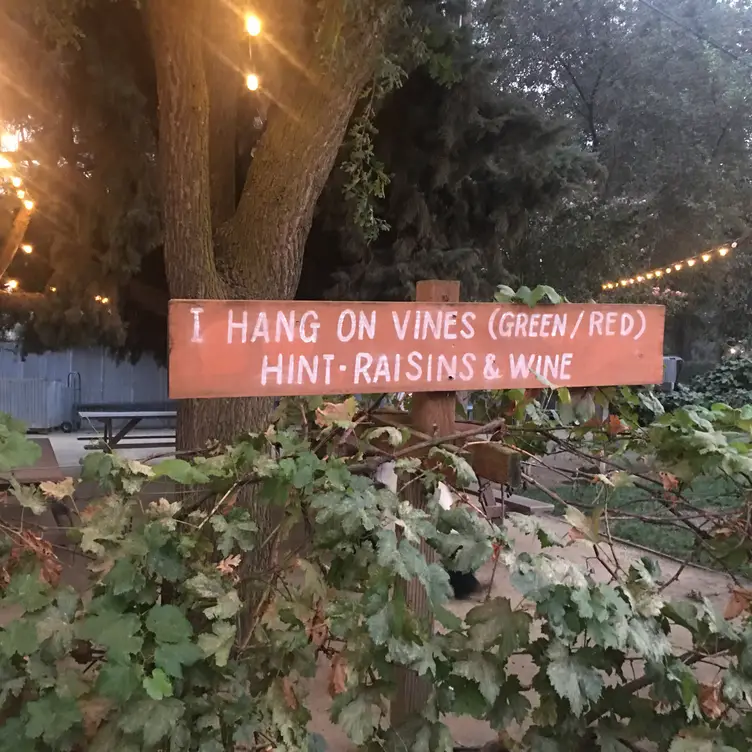 I HANG ON VINES (GREEN/RED)
HINT-RAISINS & WINE